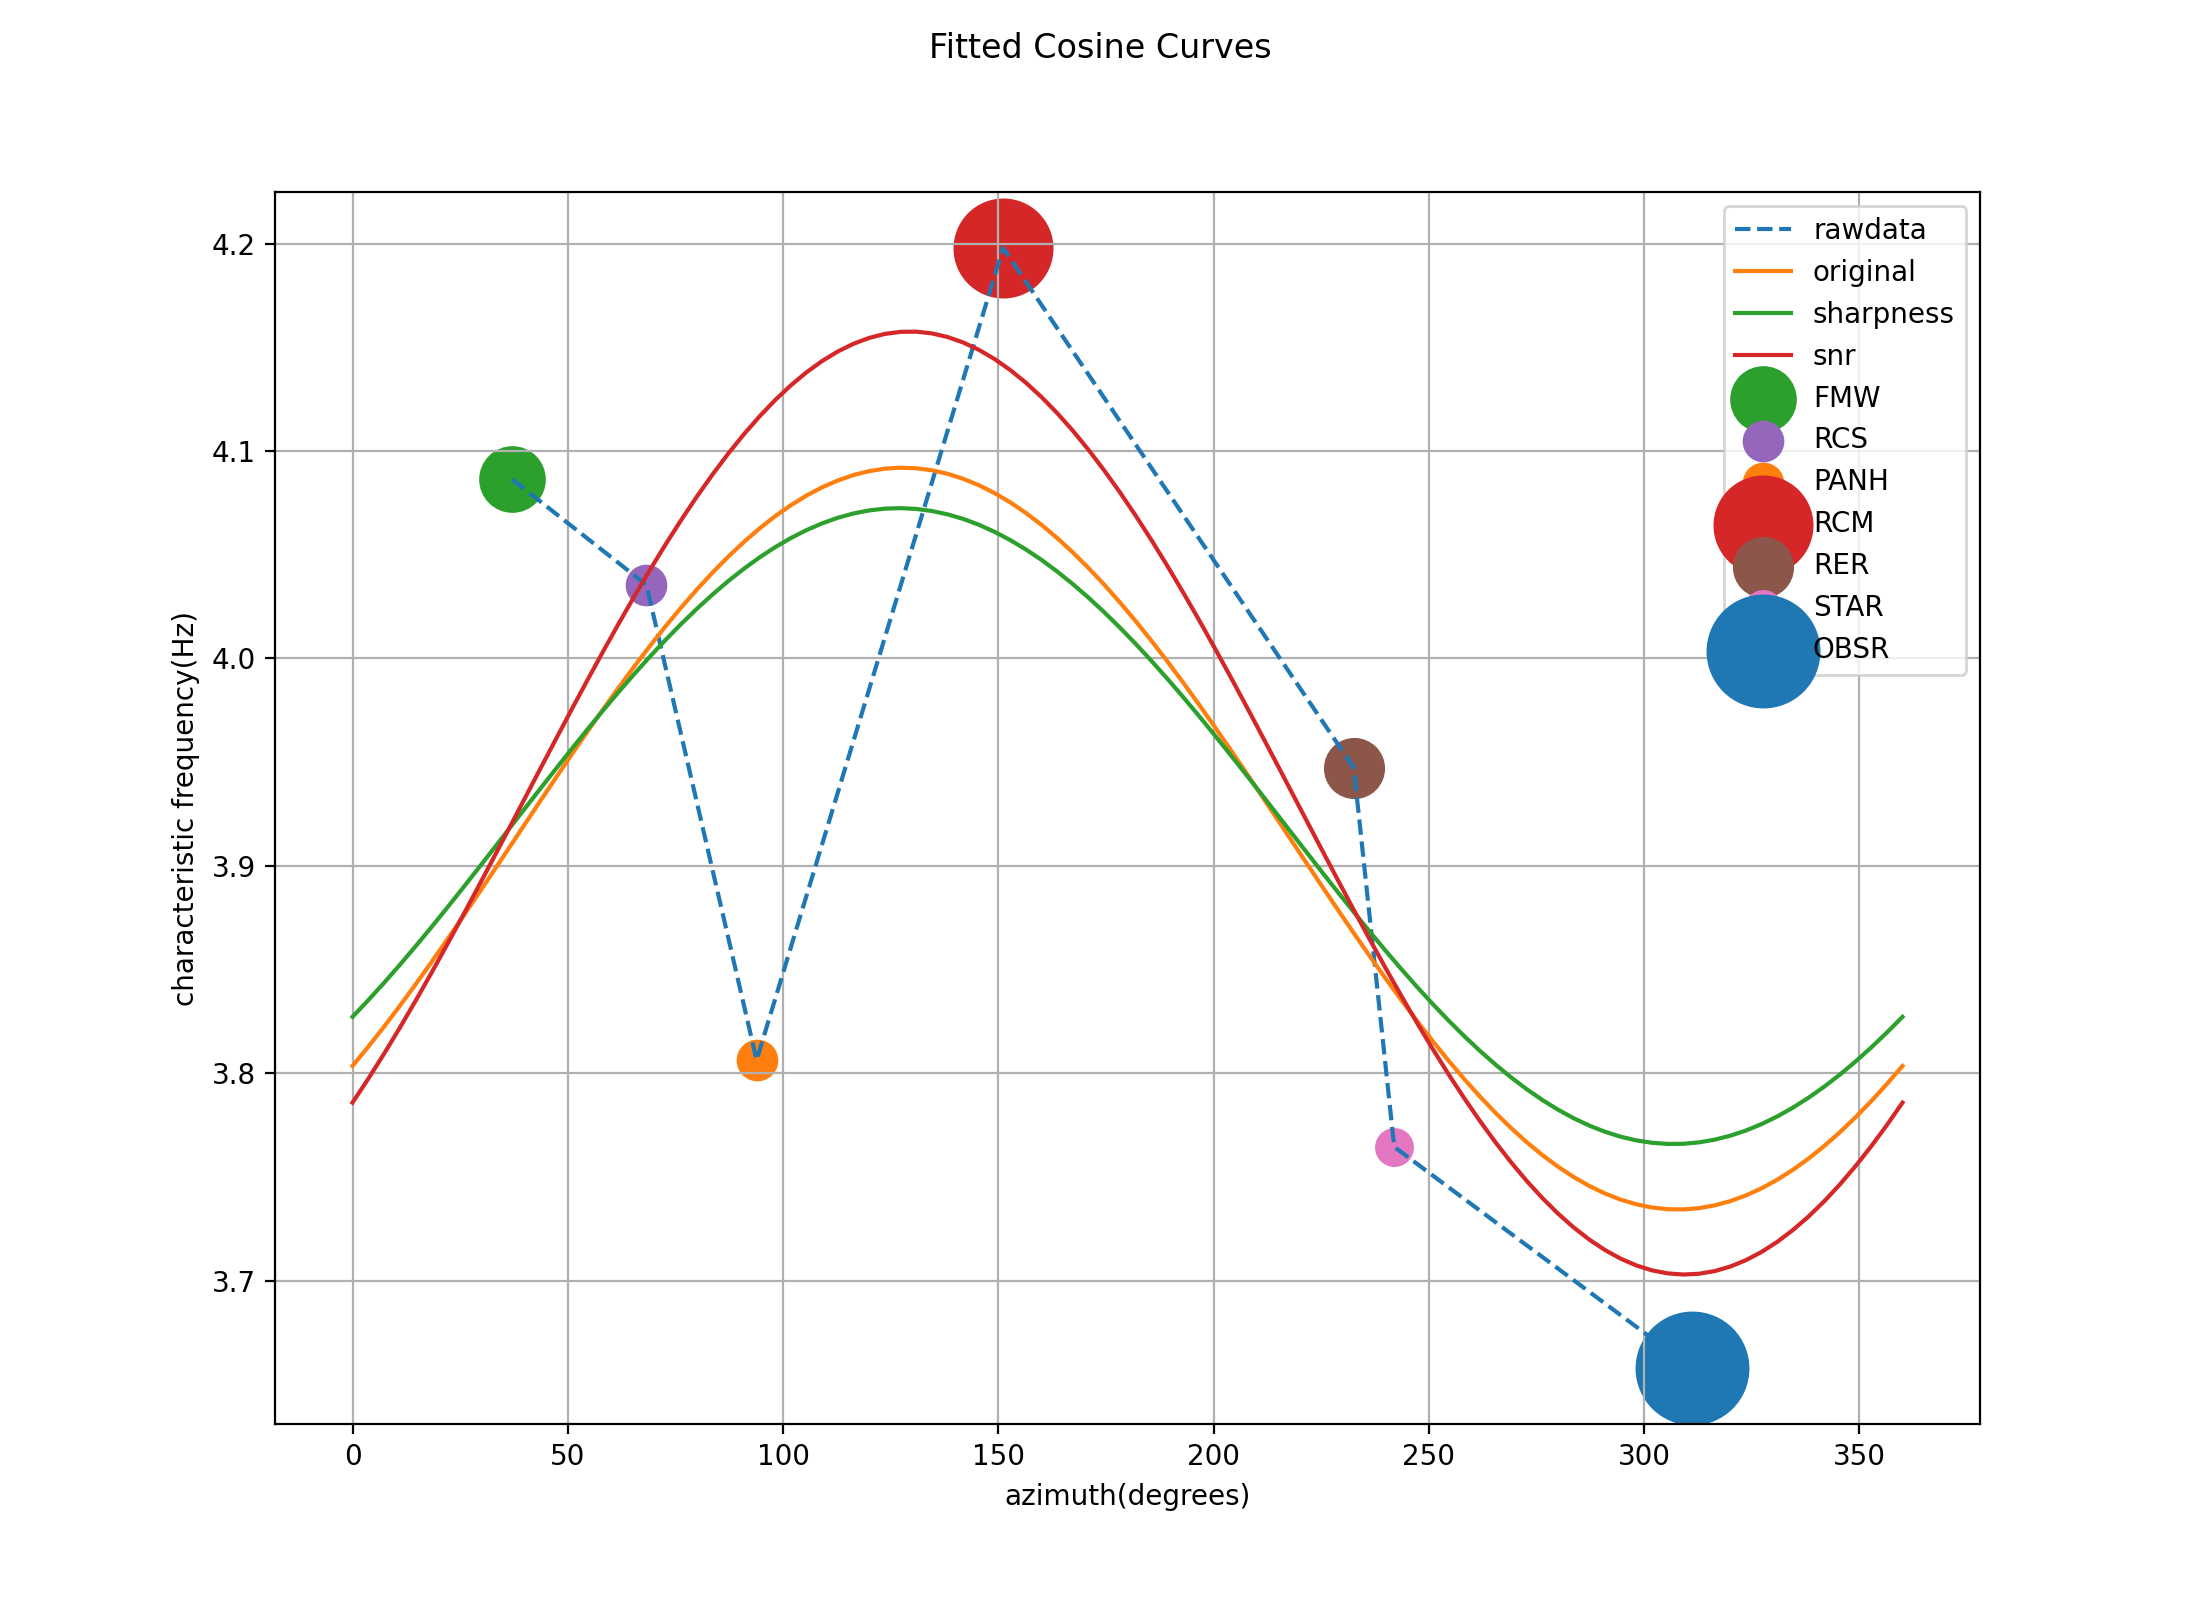 Fitted Cosine Curves
4.2
4.1
4.0
3.9
3.8
3.7
characteristic frequency(Hz)
rawdata
original
sharpness
snr
FMW
RCS
PANH
RCM
RER
STAR
OBSR
0 50 100 150 200 250 300 350
azimuth(degrees)